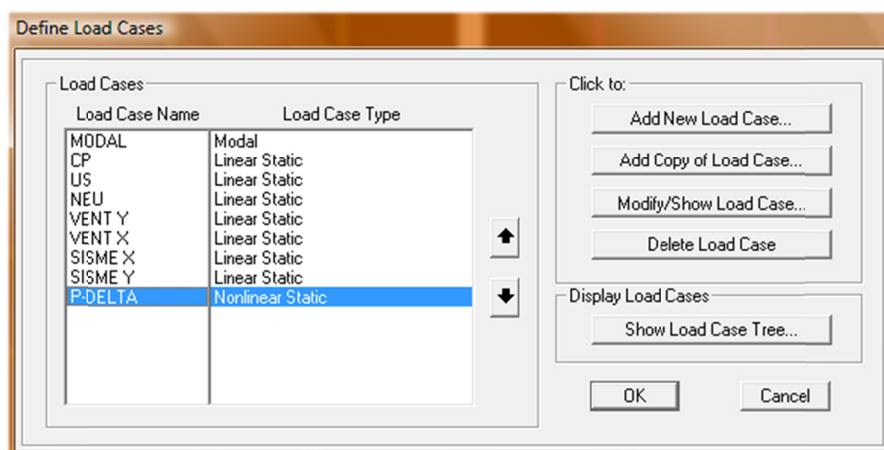 Define Load Cases
Load Cases
Load Case Name Load Case Type
MODAL Modal
CP Linear Static
US Linear Static
NEU Linear Static
VENT Y Linear Static
VENT X Linear Static
SISME X Linear Static
SISME Y Linear Static
P-DELTA Nonlinear Static
Click to:
Add New Load Case...
Add Copy of Load Case...
Modify/Show Load Case...
Delete Load Case
Display Load Cases
Show Load Case Tree...
OK Cancel